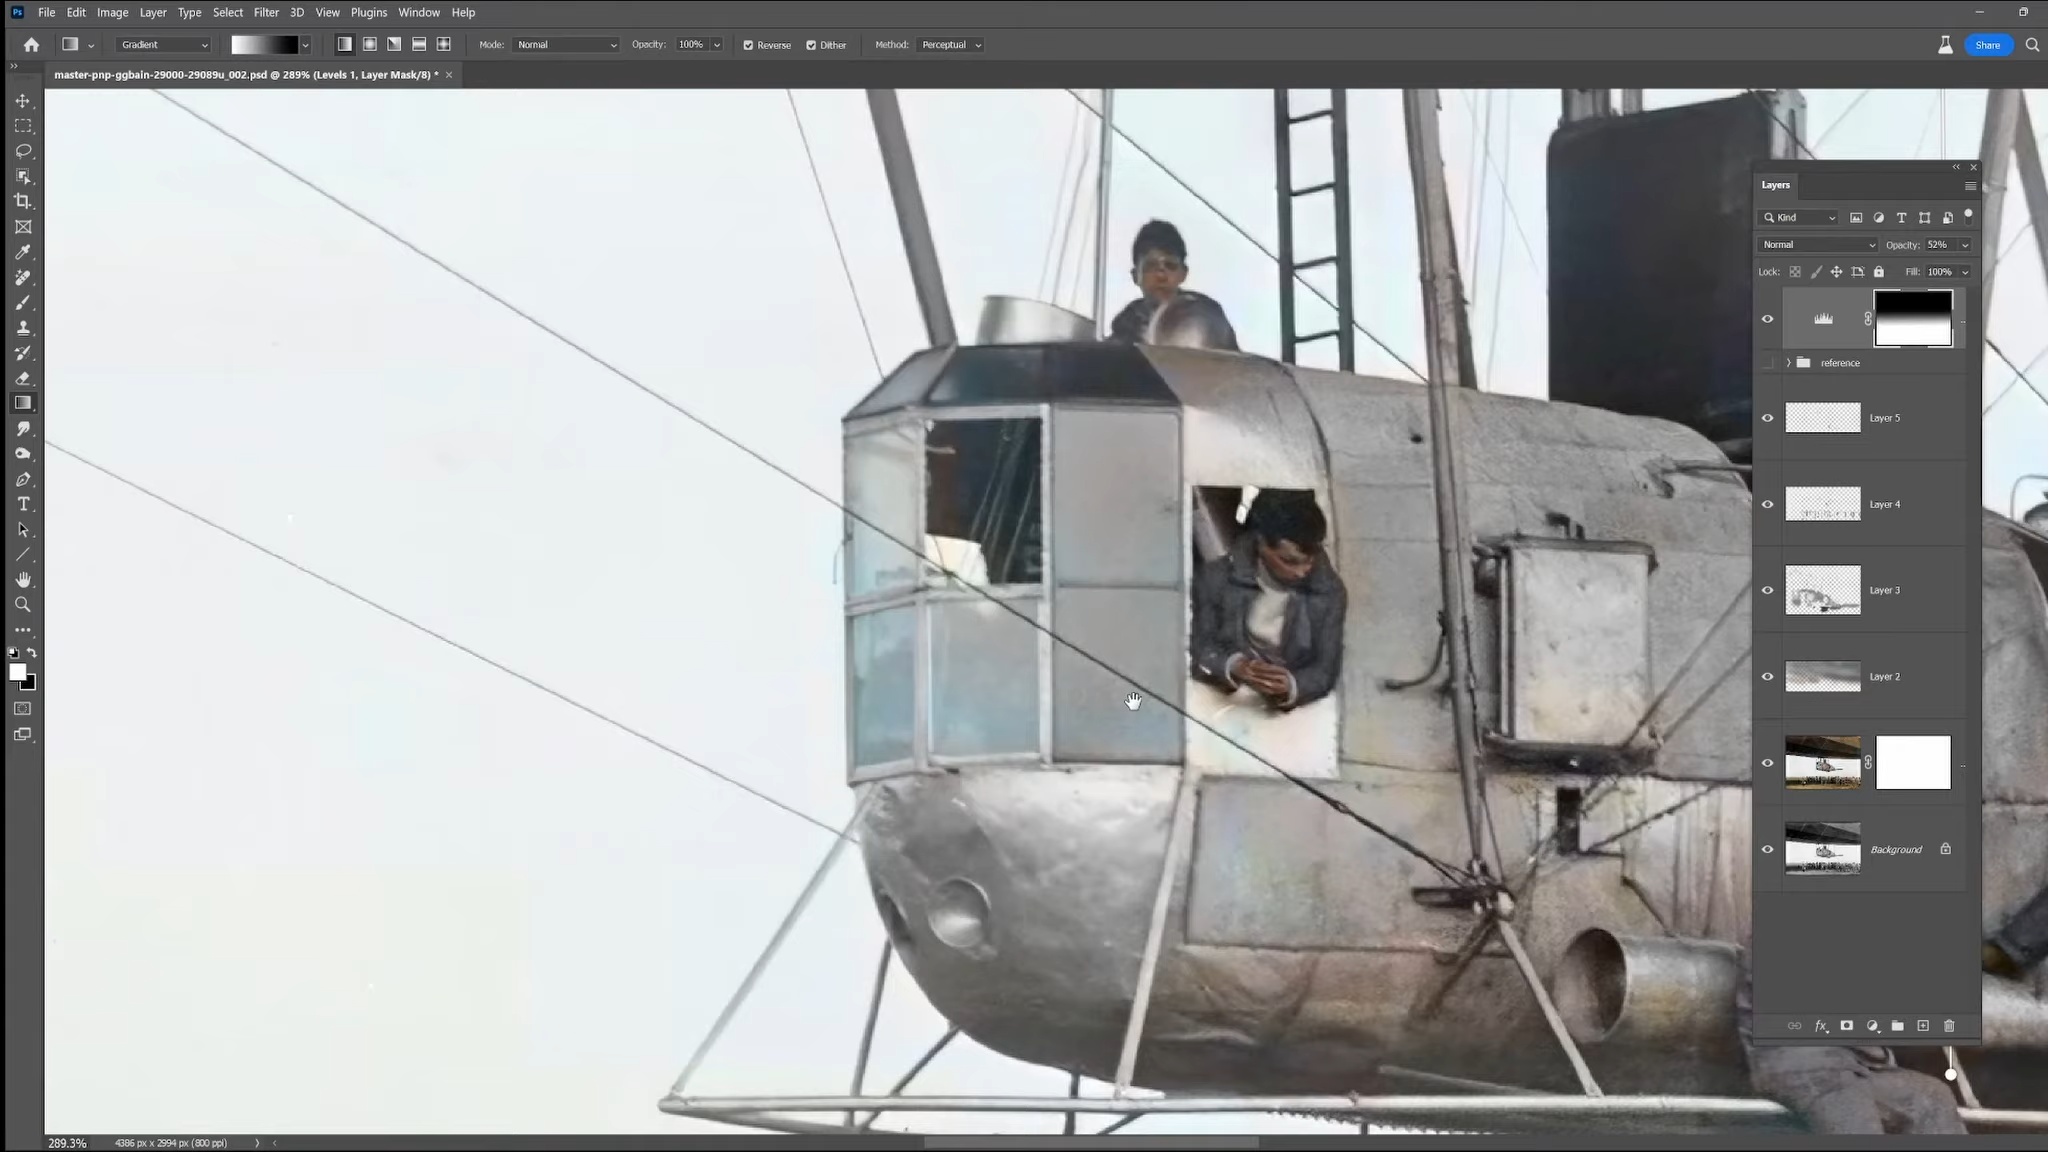 Ps File Edit Image Layer Type Select Filter 3D View Plugins Window Help
Gradient Mode: Normal Opacity: 100% Reverse Dither Method: Perceptual Share
master-pnp-ggbain-29000-29089u_002.psd @ 289% (Levels 1, Layer Mask/8) * ×
Layers
Kind
Normal Opacity: 52%
Lock: Fill: 100%
reference
Layer 5
Layer 4
Layer 3
Layer 2
Background
fx
289.3% 4386 px x 2994 px (800 ppi)